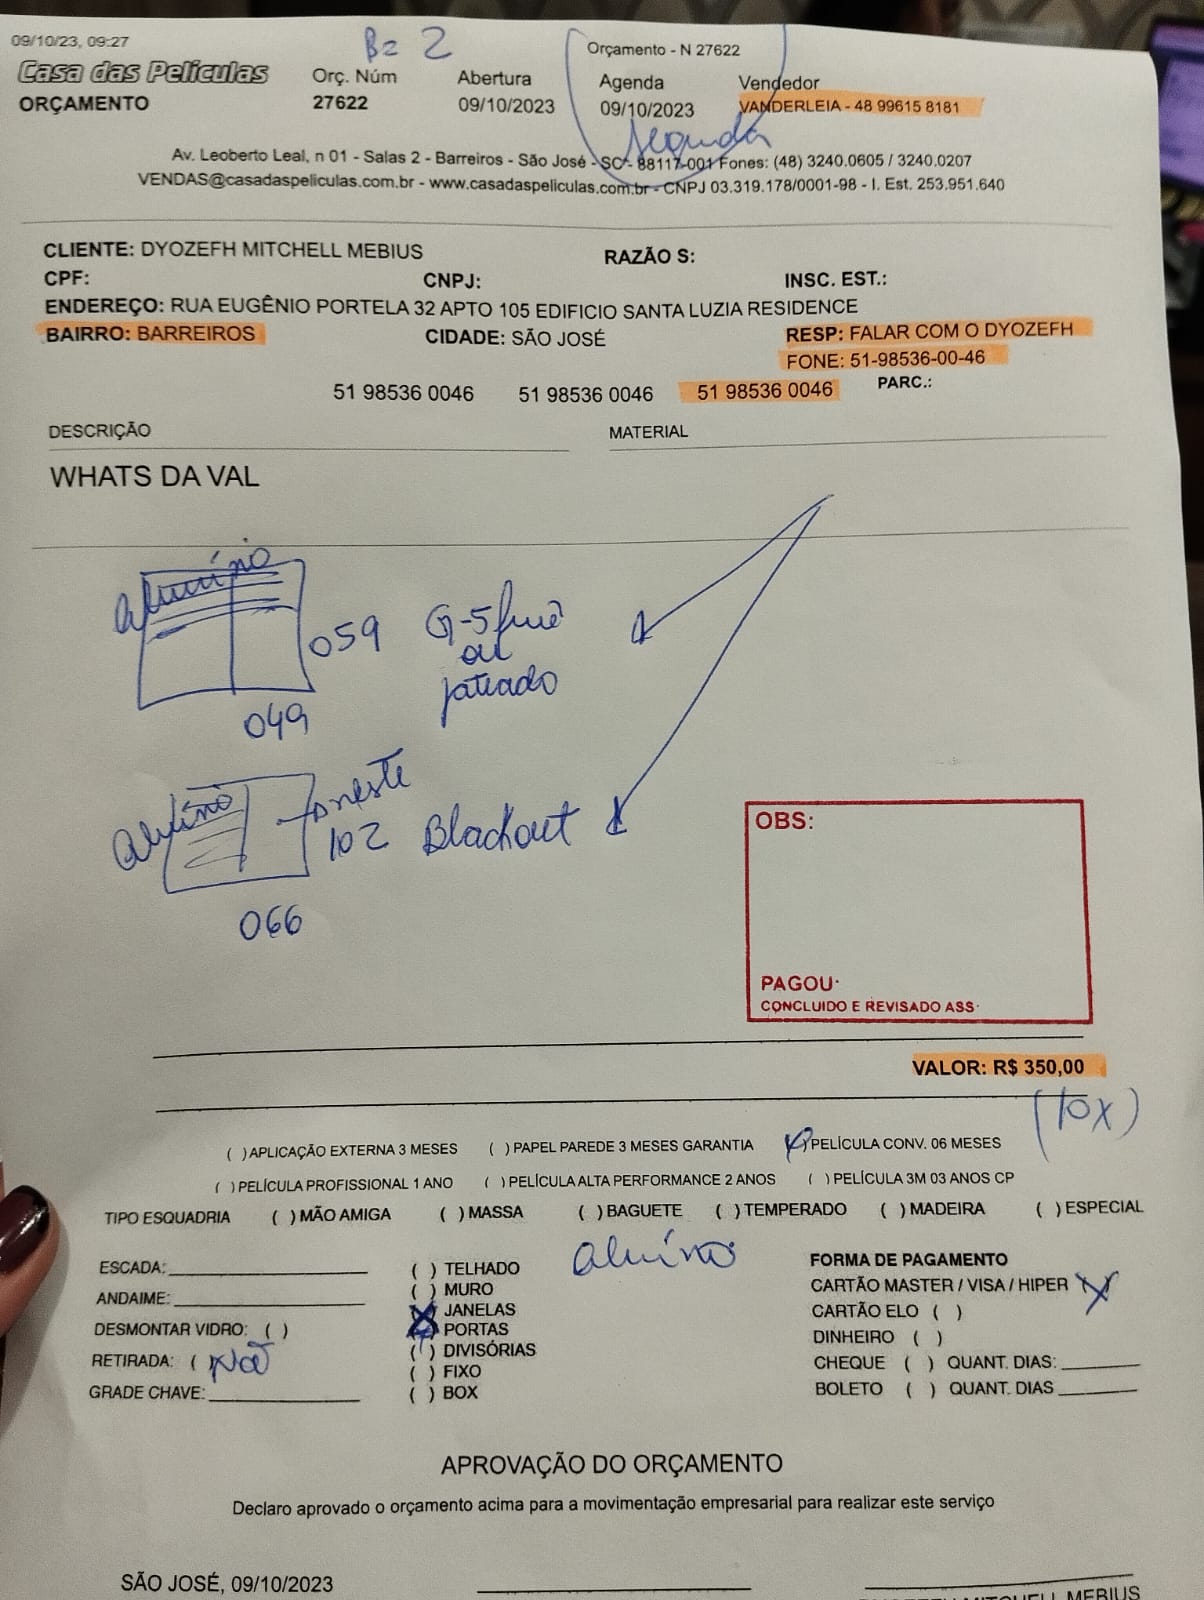 09/10/23, 09:27
Bz 2
Orçamento - N 27622
Casa das Películas
ORÇAMENTO
Orç. Núm
27622
Abertura
09/10/2023
Agenda
09/10/2023
Segunda
Vendedor
VANDERLEIA - 48 99615 8181
Av. Leoberto Leal, n 01 - Salas 2 - Barreiros - São José - SC - 88117-001 Fones: (48) 3240.0605 / 3240.0207
VENDAS@casadaspeliculas.com.br - www.casadaspeliculas.com.br - CNPJ 03.319.178/0001-98 - I. Est. 253.951.640
CLIENTE: DYOZEFH MITCHELL MEBIUS RAZÃO S:
CPF: CNPJ: INSC. EST.:
ENDEREÇO: RUA EUGÊNIO PORTELA 32 APTO 105 EDIFICIO SANTA LUZIA RESIDENCE
BAIRRO: BARREIROS CIDADE: SÃO JOSÉ RESP: FALAR COM O DYOZEFH
FONE: 51-98536-00-46
51 98536 0046 51 98536 0046 51 98536 0046 PARC.:
DESCRIÇÃO MATERIAL
WHATS DA VAL
alumínio
059 G-5 fumê
ou
jateado
049
neste
102 Blackout
066
OBS:
PAGOU:
CONCLUIDO E REVISADO ASS:
VALOR: R$ 350,00
(10x)
( ) APLICAÇÃO EXTERNA 3 MESES ( ) PAPEL PAREDE 3 MESES GARANTIA (X) PELÍCULA CONV. 06 MESES
( ) PELÍCULA PROFISSIONAL 1 ANO ( ) PELÍCULA ALTA PERFORMANCE 2 ANOS ( ) PELÍCULA 3M 03 ANOS CP
TIPO ESQUADRIA ( ) MÃO AMIGA ( ) MASSA ( ) BAGUETE ( ) TEMPERADO ( ) MADEIRA ( ) ESPECIAL
ESCADA:
ANDAIME:
DESMONTAR VIDRO: ( )
RETIRADA: ( Não
GRADE CHAVE:
( ) TELHADO
( ) MURO
(X) JANELAS
(X) PORTAS
( ) DIVISÓRIAS
( ) FIXO
( ) BOX
FORMA DE PAGAMENTO
CARTÃO MASTER / VISA / HIPER X
CARTÃO ELO ( )
DINHEIRO ( )
CHEQUE ( ) QUANT. DIAS:
BOLETO ( ) QUANT. DIAS
APROVAÇÃO DO ORÇAMENTO
Declaro aprovado o orçamento acima para a movimentação empresarial para realizar este serviço
SÃO JOSÉ, 09/10/2023
DYOZEFH MITCHELL MEBIUS